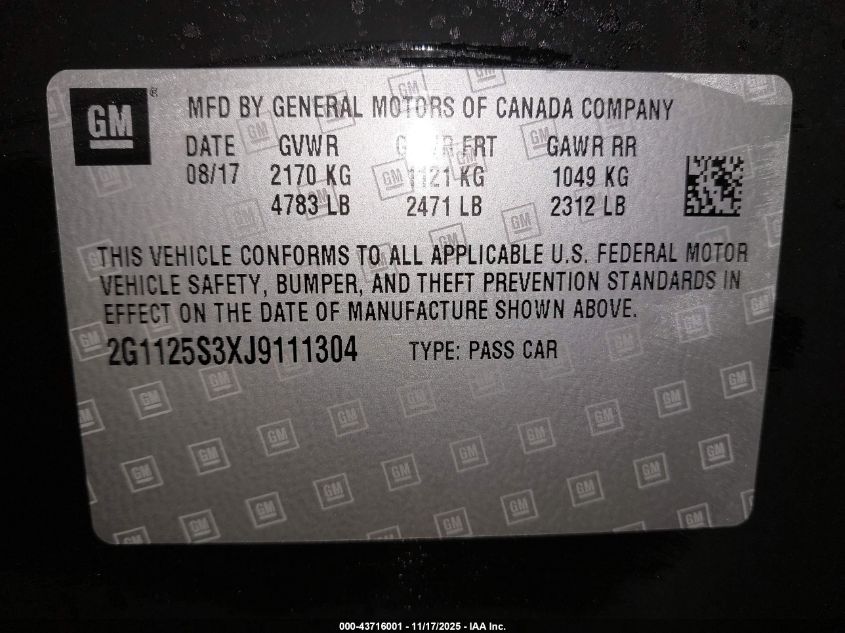 GM®
MFD BY GENERAL MOTORS OF CANADA COMPANY
DATE GVWR GAWR FRT GAWR RR
08/17 2170 KG 1121 KG 1049 KG
4783 LB 2471 LB 2312 LB
THIS VEHICLE CONFORMS TO ALL APPLICABLE U.S. FEDERAL MOTOR
VEHICLE SAFETY, BUMPER, AND THEFT PREVENTION STANDARDS IN
EFFECT ON THE DATE OF MANUFACTURE SHOWN ABOVE.
2G1125S3XJ9111304 TYPE: PASS CAR
000-43716001 - 11/17/2025 - IAA Inc.